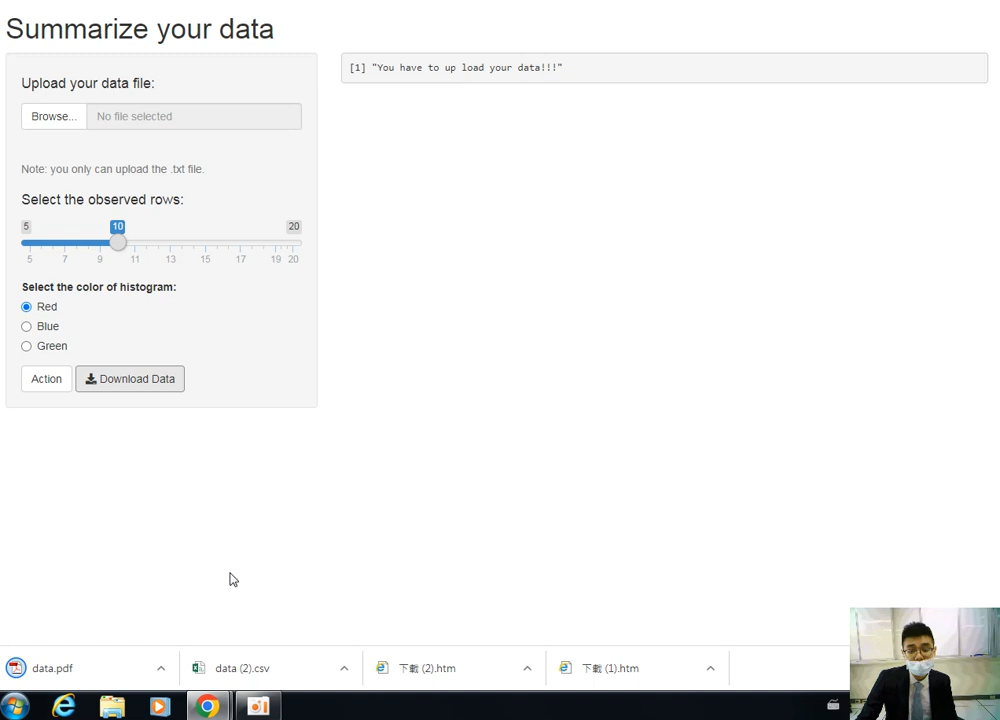 Summarize your data
Upload your data file:
Browse... No file selected
Note: you only can upload the .txt file.
Select the observed rows:
5 10 20
5 7 9 11 13 15 17 19 20
Select the color of histogram:
Red
Blue
Green
Action Download Data
[1] "You have to up load your data!!!"
data.pdf data (2).csv 下載 (2).htm 下載 (1).htm